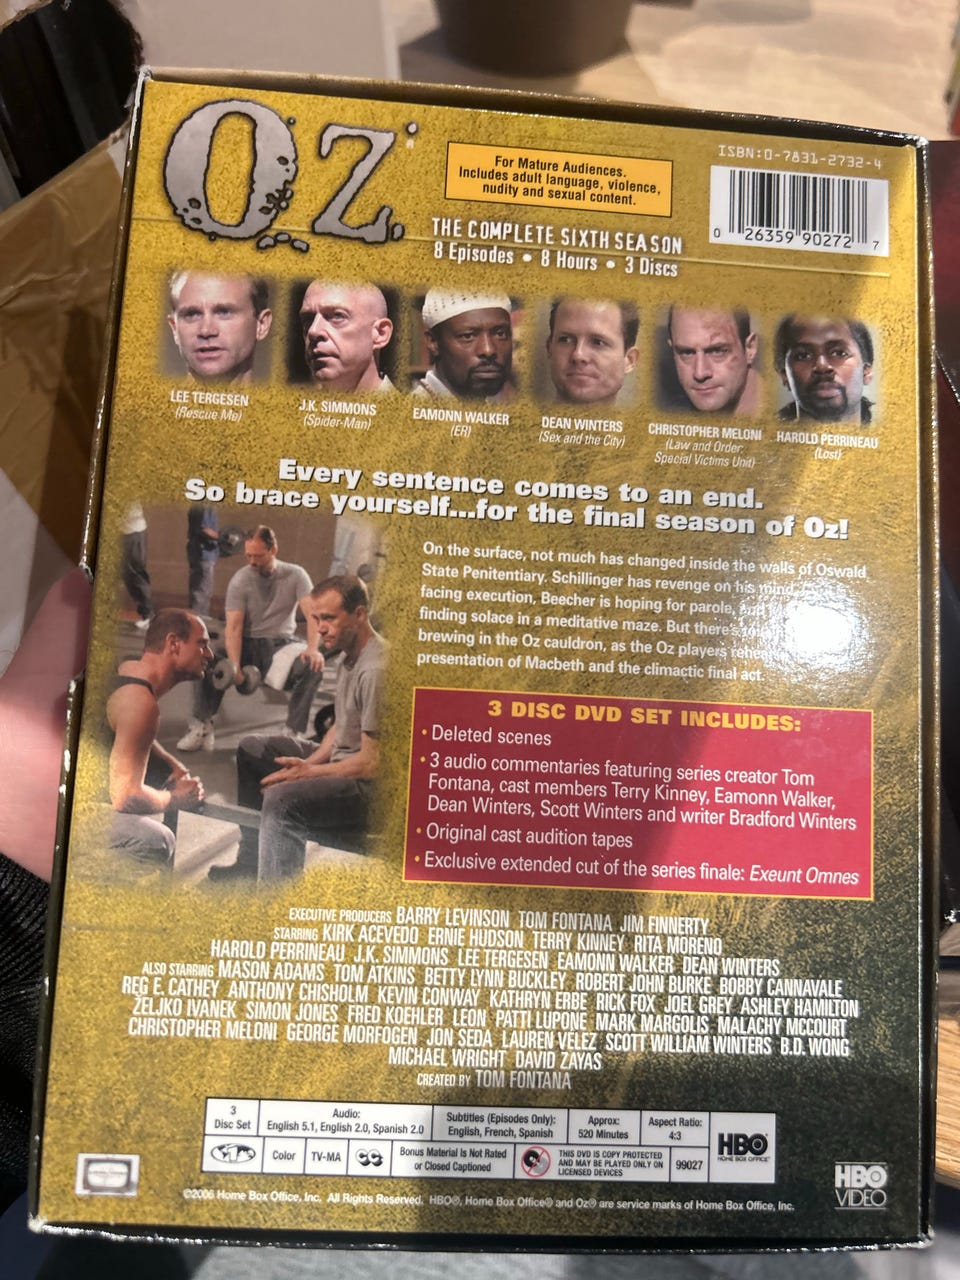 OZ
For Mature Audiences.
Includes adult language, violence,
nudity and sexual content.
ISBN:0-7831-2732-4
0 26359 90272 7
THE COMPLETE SIXTH SEASON
8 Episodes • 8 Hours • 3 Discs
LEE TERGESEN
(Rescue Me)
J.K. SIMMONS
(Spider-Man)
EAMONN WALKER
(ER)
DEAN WINTERS
(Sex and the City)
CHRISTOPHER MELONI
(Law and Order:
Special Victims Unit)
HAROLD PERRINEAU
(Lost)
Every sentence comes to an end.
So brace yourself...for the final season of Oz!
On the surface, not much has changed inside the walls of Oswald
State Penitentiary. Schillinger has revenge on his mind,
facing execution, Beecher is hoping for parole,
finding solace in a meditative maze. But there's
brewing in the Oz cauldron, as the Oz players
presentation of Macbeth and the climactic final act.
3 DISC DVD SET INCLUDES:
• Deleted scenes
• 3 audio commentaries featuring series creator Tom
Fontana, cast members Terry Kinney, Eamonn Walker,
Dean Winters, Scott Winters and writer Bradford Winters
• Original cast audition tapes
• Exclusive extended cut of the series finale: Exeunt Omnes
EXECUTIVE PRODUCERS BARRY LEVINSON TOM FONTANA JIM FINNERTY
STARRING KIRK ACEVEDO ERNIE HUDSON TERRY KINNEY RITA MORENO
HAROLD PERRINEAU J.K. SIMMONS LEE TERGESEN EAMONN WALKER DEAN WINTERS
ALSO STARRING MASON ADAMS TOM ATKINS BETTY LYNN BUCKLEY ROBERT JOHN BURKE BOBBY CANNAVALE
REG E. CATHEY ANTHONY CHISHOLM KEVIN CONWAY KATHRYN ERBE RICK FOX JOEL GREY ASHLEY HAMILTON
ŽELJKO IVANEK SIMON JONES FRED KOEHLER LEON PATTI LUPONE MARK MARGOLIS MALACHY MCCOURT
CHRISTOPHER MELONI GEORGE MORFOGEN JON SEDA LAUREN VELEZ SCOTT WILLIAM WINTERS B.D. WONG
MICHAEL WRIGHT DAVID ZAYAS
CREATED BY TOM FONTANA
3
Disc Set
Audio:
English 5.1, English 2.0, Spanish 2.0
Subtitles (Episodes Only):
English, French, Spanish
Approx:
520 Minutes
Aspect Ratio:
4:3
HBO
HOME BOX OFFICE
Color
TV-MA
CC
Bonus Material Is Not Rated
or Closed Captioned
THIS DVD IS COPY PROTECTED
AND MAY BE PLAYED ONLY ON
LICENSED DEVICES
99027
HBO
VIDEO
©2006 Home Box Office, Inc. All Rights Reserved. HBO®, Home Box Office® and Oz® are service marks of Home Box Office, Inc.